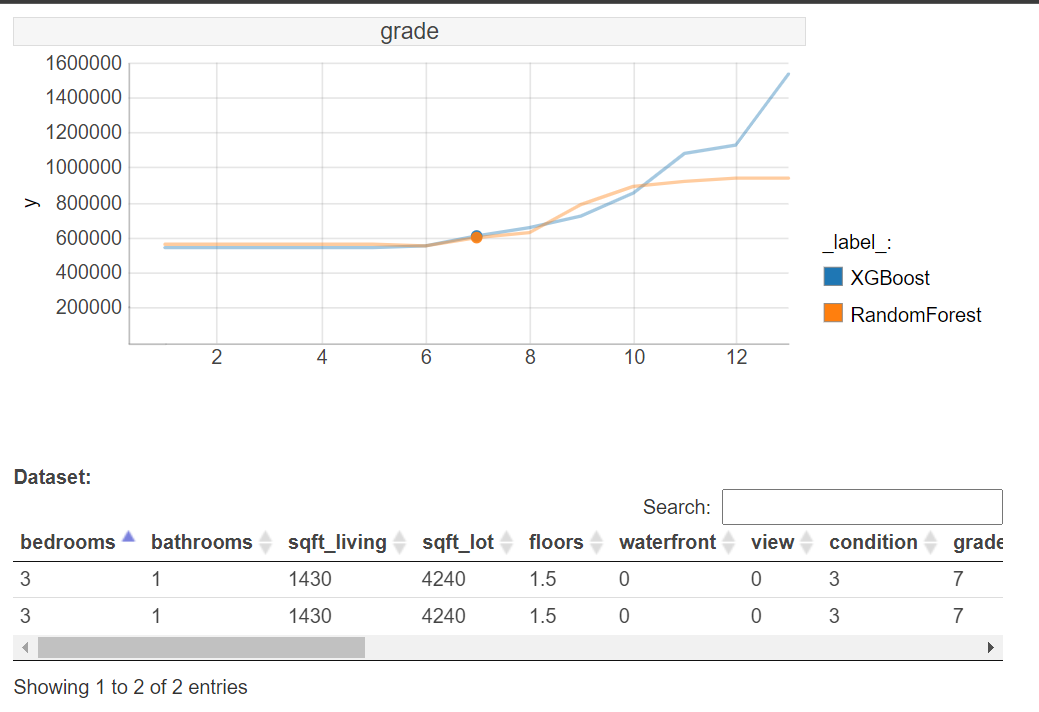 grade
1600000
1400000
1200000
1000000
800000
600000
400000
200000
y
2 4 6 8 10 12
_label_:
XGBoost
RandomForest
Dataset:
Search:
bedrooms bathrooms sqft_living sqft_lot floors waterfront view condition grade
3 1 1430 4240 1.5 0 0 3 7
3 1 1430 4240 1.5 0 0 3 7
Showing 1 to 2 of 2 entries